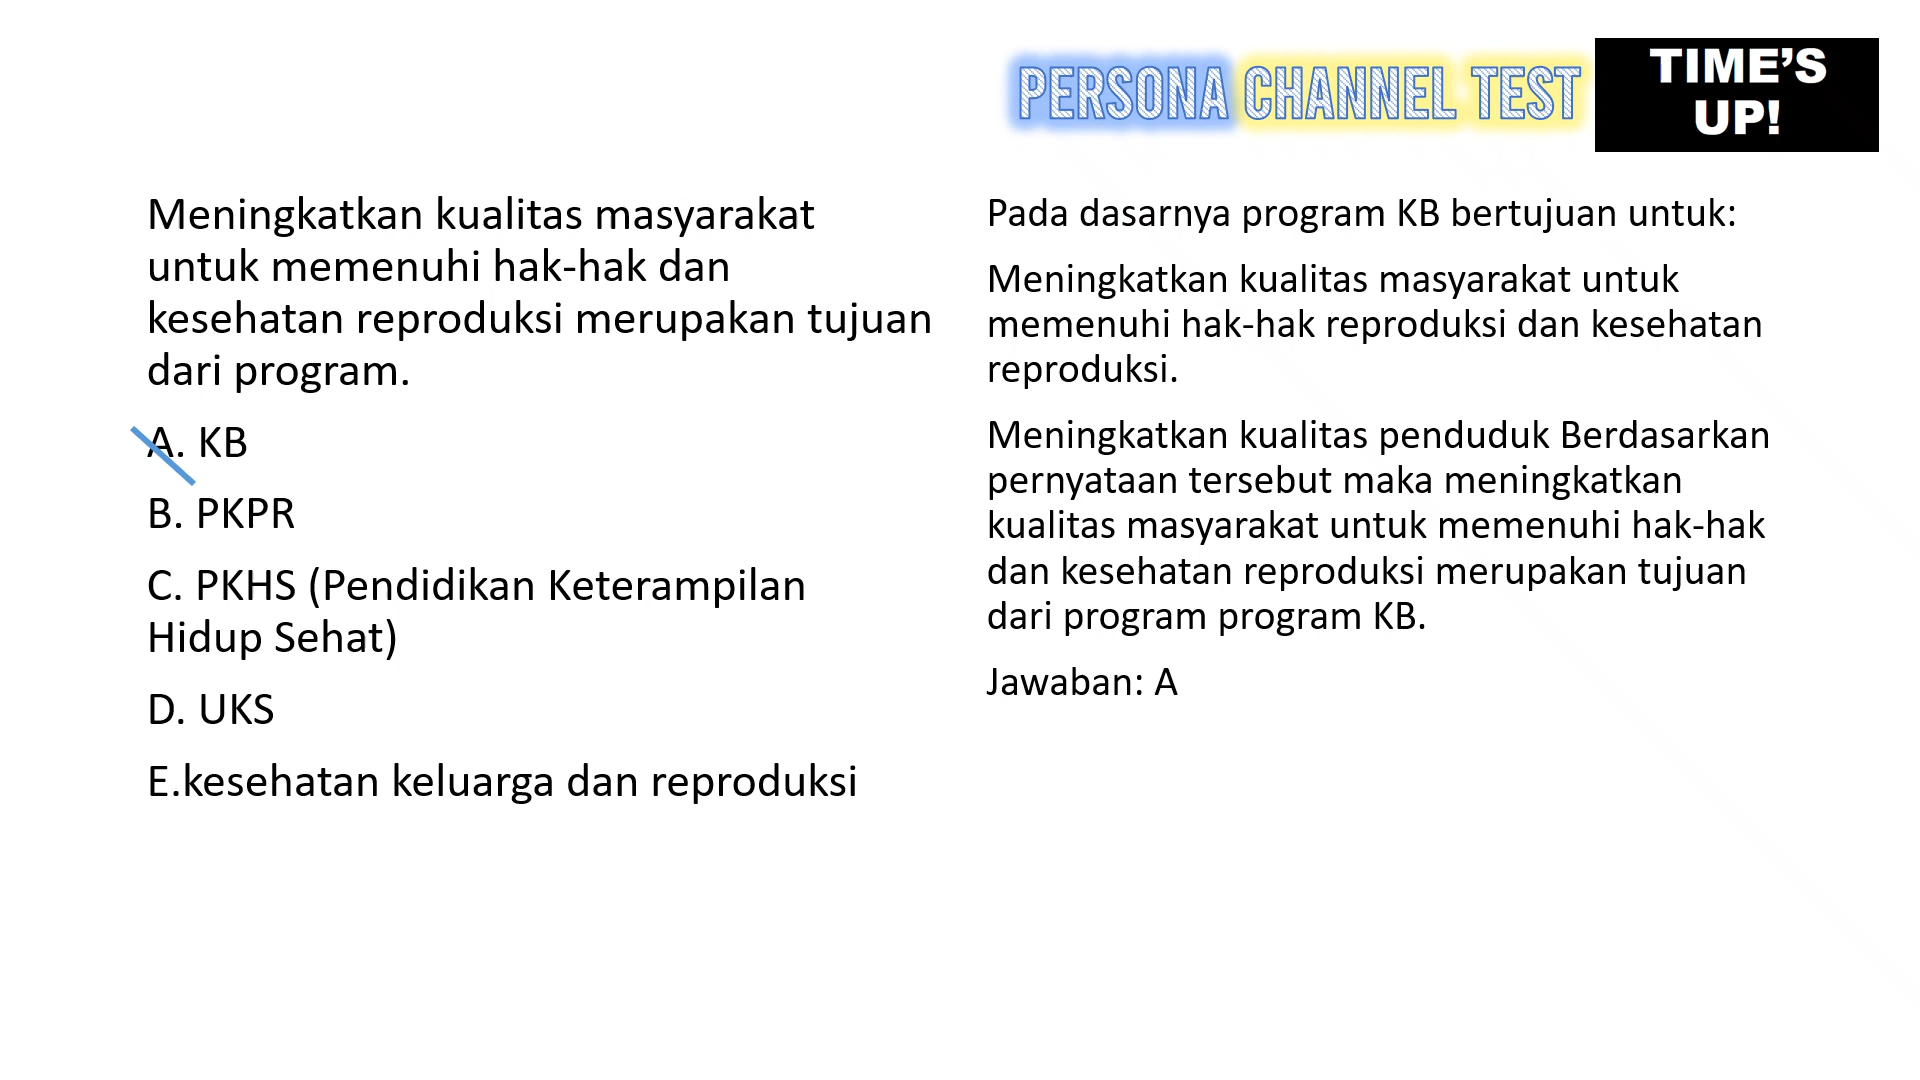 PERSONA CHANNEL TEST
TIME’S
UP!
Meningkatkan kualitas masyarakat
untuk memenuhi hak-hak dan
kesehatan reproduksi merupakan tujuan
dari program.
A. KB
B. PKPR
C. PKHS (Pendidikan Keterampilan
Hidup Sehat)
D. UKS
E.kesehatan keluarga dan reproduksi
Pada dasarnya program KB bertujuan untuk:
Meningkatkan kualitas masyarakat untuk
memenuhi hak-hak reproduksi dan kesehatan
reproduksi.
Meningkatkan kualitas penduduk Berdasarkan
pernyataan tersebut maka meningkatkan
kualitas masyarakat untuk memenuhi hak-hak
dan kesehatan reproduksi merupakan tujuan
dari program program KB.
Jawaban: A